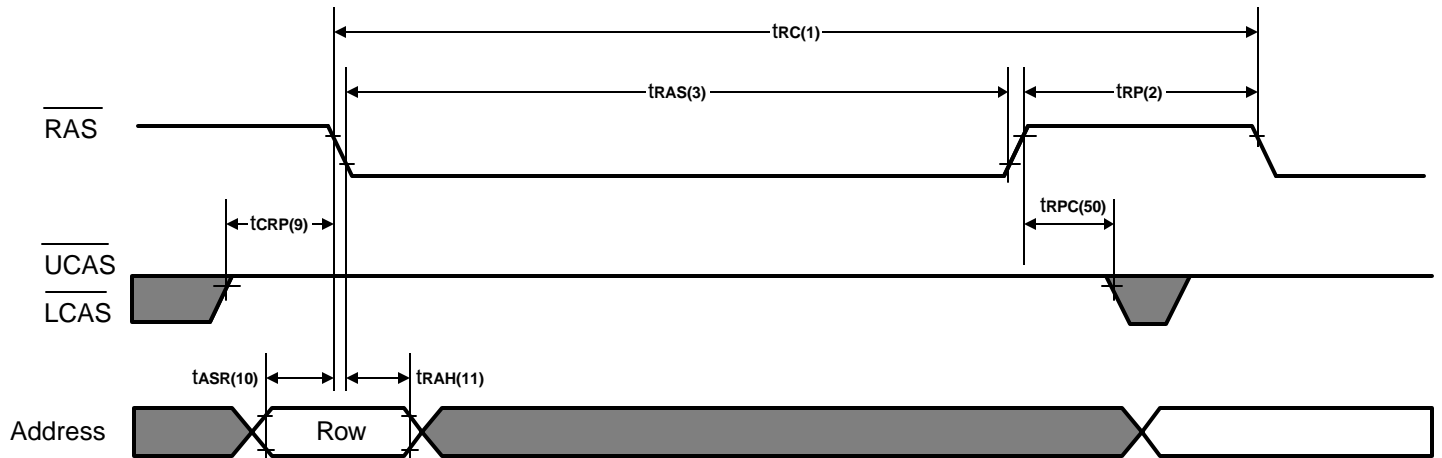 tRC(1)
tRAS(3)
tRP(2)
RAS
tRPC(50)
tCRP(9)
UCAS
LCAS
tASR(10)
tRAH(11)
Address
Row